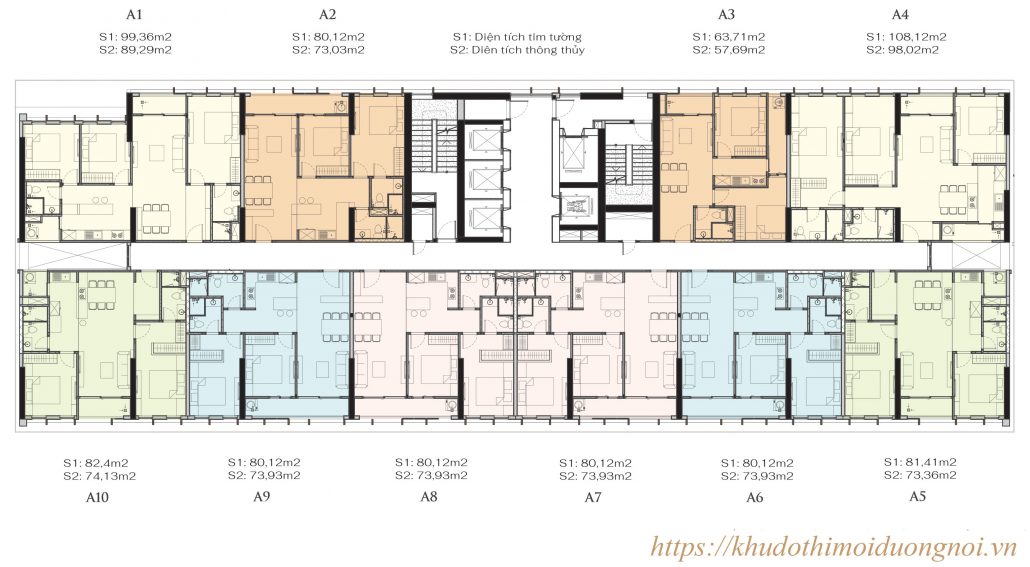 A1
S1: 99,36m2
S2: 89,29m2
A2
S1: 80,12m2
S2: 73,03m2
S1: Diện tích tim tường
S2: Diên tích thông thủy
A3
S1: 63,71m2
S2: 57,69m2
A4
S1: 108,12m2
S2: 98,02m2
S1: 82,4m2
S2: 74,13m2
A10
S1: 80,12m2
S2: 73,93m2
A9
S1: 80,12m2
S2: 73,93m2
A8
S1: 80,12m2
S2: 73,93m2
A7
S1: 80,12m2
S2: 73,93m2
A6
S1: 81,41m2
S2: 73,36m2
A5
https://khudothimoiduongnoi.vn